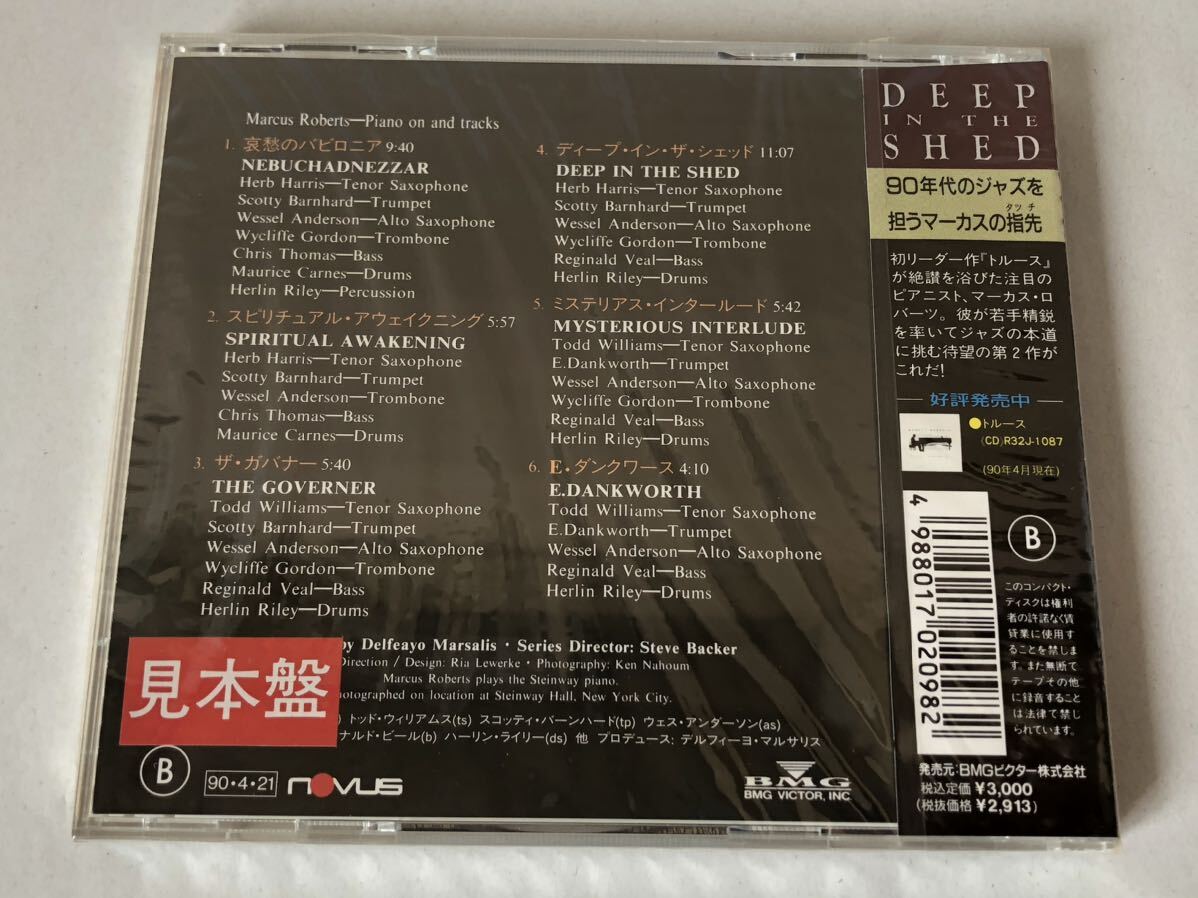 Marcus Roberts—Piano on and tracks
1. 哀愁のバビロニア 9:40
NEBUCHADNEZZAR
Herb Harris—Tenor Saxophone
Scotty Barnhard—Trumpet
Wessel Anderson—Alto Saxophone
Wycliffe Gordon—Trombone
Chris Thomas—Bass
Maurice Carnes—Drums
Herlin Riley—Percussion
2. スピリチュアル・アウェイクニング 5:57
SPIRITUAL AWAKENING
Herb Harris—Tenor Saxophone
Scotty Barnhard—Trumpet
Wessel Anderson—Trombone
Chris Thomas—Bass
Maurice Carnes—Drums
3. ザ・ガバナー 5:40
THE GOVERNER
Todd Williams—Tenor Saxophone
Scotty Barnhard—Trumpet
Wessel Anderson—Alto Saxophone
Wycliffe Gordon—Trombone
Reginald Veal—Bass
Herlin Riley—Drums
4. ディープ・イン・ザ・シェッド 11:07
DEEP IN THE SHED
Herb Harris—Tenor Saxophone
Scotty Barnhard—Trumpet
Wessel Anderson—Alto Saxophone
Wycliffe Gordon—Trombone
Reginald Veal—Bass
Herlin Riley—Drums
5. ミステリアス・インタールード 5:42
MYSTERIOUS INTERLUDE
Todd Williams—Tenor Saxophone
E.Dankworth—Trumpet
Wessel Anderson—Alto Saxophone
Wycliffe Gordon—Trombone
Reginald Veal—Bass
Herlin Riley—Drums
6. E・ダンクワース 4:10
E.DANKWORTH
Todd Williams—Tenor Saxophone
E.Dankworth—Trumpet
Wessel Anderson—Alto Saxophone
Reginald Veal—Bass
Herlin Riley—Drums
by Delfeayo Marsalis・Series Director: Steve Backer
Direction / Design: Ria Lewerke・Photography: Ken Nahoum
Marcus Roberts plays the Steinway piano.
photographed on location at Steinway Hall, New York City.
) トッド・ウィリアムス(ts) スコッティ・バーンハード(tp) ウェス・アンダーソン(as)
ナルド・ビール(b) ハーリン・ライリー(ds) 他 プロデュース; デルフィーヨ・マルサリス
見本盤
B
90・4・21
NOVUS
BMG
BMG VICTOR, INC.
DEEP
IN THE
SHED
90年代のジャズを
タッチ
担うマーカスの指先
初リーダー作『トルース』
が絶讃を浴びた注目の
ピアニスト、マーカス・ロ
バーツ。彼が若手精鋭
を率いてジャズの本道
に挑む待望の第2作が
これだ!
好評発売中
●トルース
(CD)R32J-1087
(90年4月現在)
4 988017 020982
B
このコンパクト・
ディスクは権利
者の許諾なく賃
貸業に使用す
ることを禁じま
す。また無断で
テープその他
に録音すること
は法律で禁じ
られています。
発売元:BMGビクター株式会社
税込定価 ¥3,000
(税抜価格 ¥2,913)